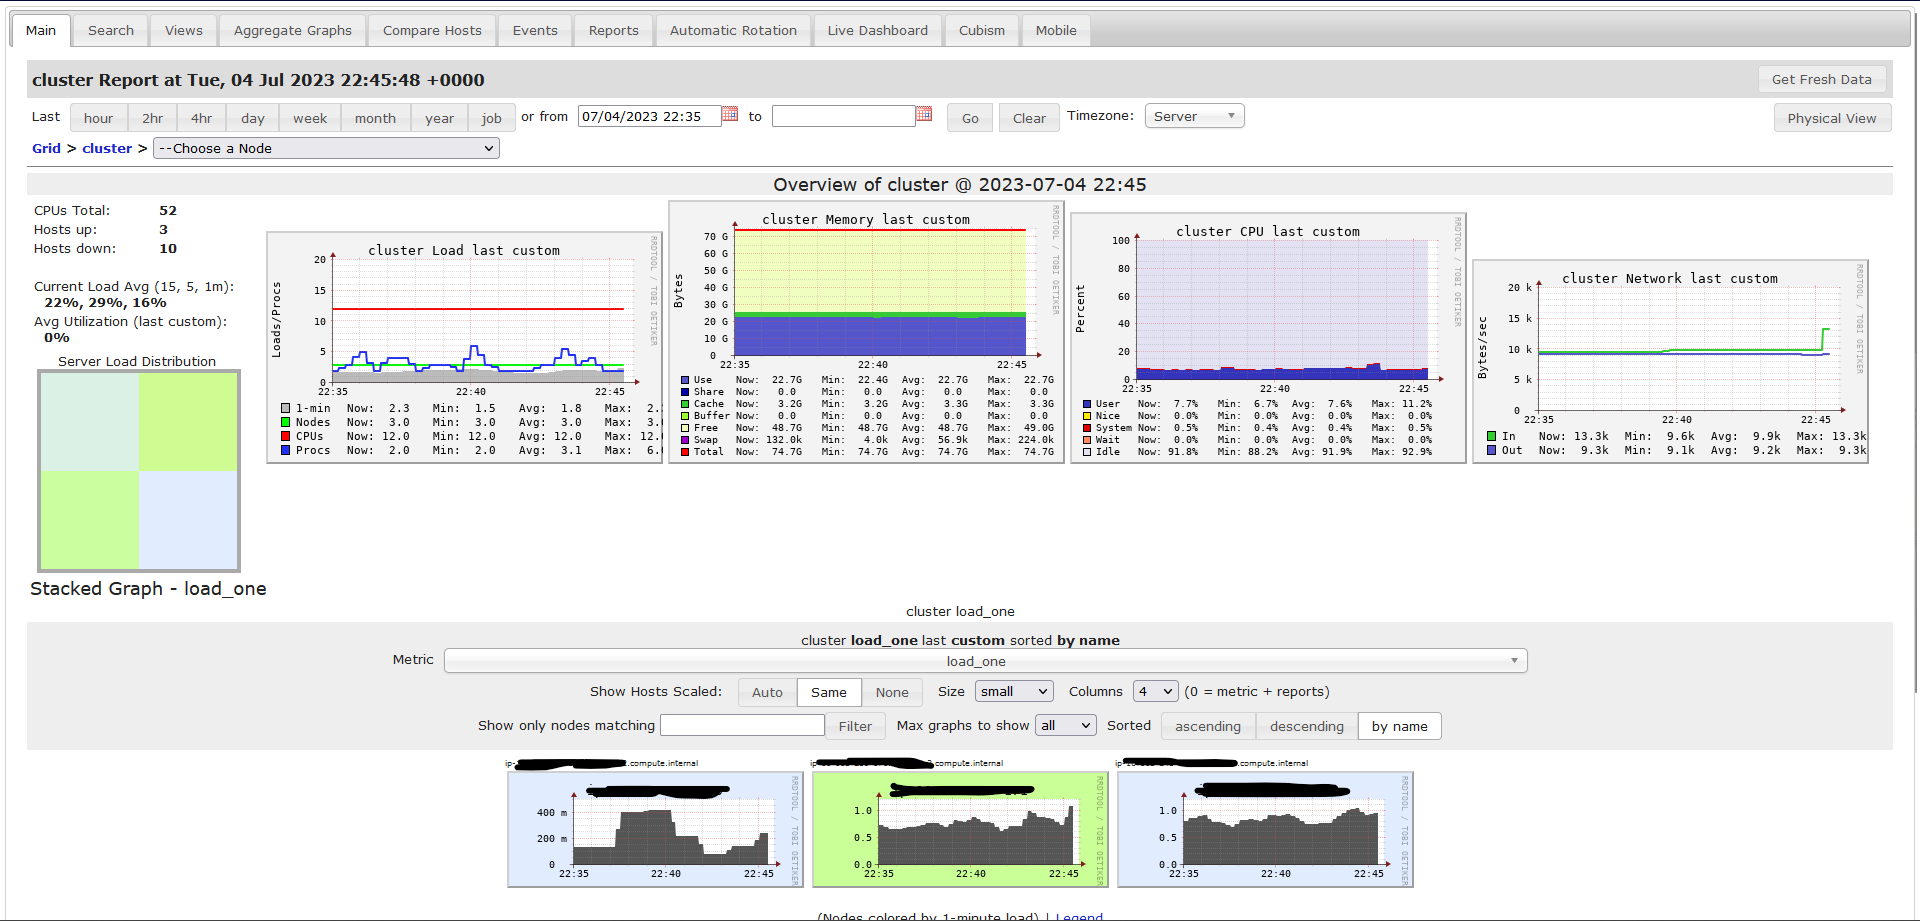 Main Search Views Aggregate Graphs Compare Hosts Events Reports Automatic Rotation Live Dashboard Cubism Mobile
cluster Report at Tue, 04 Jul 2023 22:45:48 +0000 Get Fresh Data
Last hour 2hr 4hr day week month year job or from 07/04/2023 22:35 to Go Clear Timezone: Server Physical View
Grid > cluster > --Choose a Node
Overview of cluster @ 2023-07-04 22:45
CPUs Total: 52
Hosts up: 3
Hosts down: 10
Current Load Avg (15, 5, 1m):
22%, 29%, 16%
Avg Utilization (last custom):
0%
Server Load Distribution
cluster Load last custom
Loads/Procs
20
15
10
5
0
22:35 22:40 22:45
1-min Now: 2.3 Min: 1.5 Avg: 1.8 Max: 2.
Nodes Now: 3.0 Min: 3.0 Avg: 3.0 Max: 3.
CPUs Now: 12.0 Min: 12.0 Avg: 12.0 Max: 12.
Procs Now: 2.0 Min: 2.0 Avg: 3.1 Max: 6.
RRDTOOL / TOBI OETIKER
cluster Memory last custom
Bytes
70 G
60 G
50 G
40 G
30 G
20 G
10 G
0
22:35 22:40 22:45
Use Now: 22.7G Min: 22.4G Avg: 22.7G Max: 22.7G
Share Now: 0.0 Min: 0.0 Avg: 0.0 Max: 0.0
Cache Now: 3.2G Min: 3.2G Avg: 3.3G Max: 3.3G
Buffer Now: 0.0 Min: 0.0 Avg: 0.0 Max: 0.0
Free Now: 48.7G Min: 48.7G Avg: 48.7G Max: 49.0G
Swap Now: 132.0k Min: 4.0k Avg: 56.9k Max: 224.0k
Total Now: 74.7G Min: 74.7G Avg: 74.7G Max: 74.7G
RRDTOOL / TOBI OETIKER
cluster CPU last custom
Percent
100
80
60
40
20
0
22:35 22:40 22:45
User Now: 7.7% Min: 6.7% Avg: 7.6% Max: 11.2%
Nice Now: 0.0% Min: 0.0% Avg: 0.0% Max: 0.0%
System Now: 0.5% Min: 0.4% Avg: 0.4% Max: 0.5%
Wait Now: 0.0% Min: 0.0% Avg: 0.0% Max: 0.0%
Idle Now: 91.8% Min: 88.2% Avg: 91.9% Max: 92.9%
RRDTOOL / TOBI OETIKER
cluster Network last custom
Bytes/sec
20 k
15 k
10 k
5 k
0
22:35 22:40 22:45
In Now: 13.3k Min: 9.6k Avg: 9.9k Max: 13.3k
Out Now: 9.3k Min: 9.1k Avg: 9.2k Max: 9.3k
RRDTOOL / TOBI OETIKER
Stacked Graph - load_one
cluster load_one
cluster load_one last custom sorted by name
Metric load_one
Show Hosts Scaled: Auto Same None Size small Columns 4 (0 = metric + reports)
Show only nodes matching Filter Max graphs to show all Sorted ascending descending by name
ip- .compute.internal
400 m
200 m
0
22:35 22:40 22:45
RRDTOOL / TOBI OETIKER
ip- .compute.internal
1.0
0.5
0.0
22:35 22:40 22:45
RRDTOOL / TOBI OETIKER
ip- .compute.internal
1.0
0.5
0.0
22:35 22:40 22:45
RRDTOOL / TOBI OETIKER
(Nodes colored by 1-minute load) | Legend